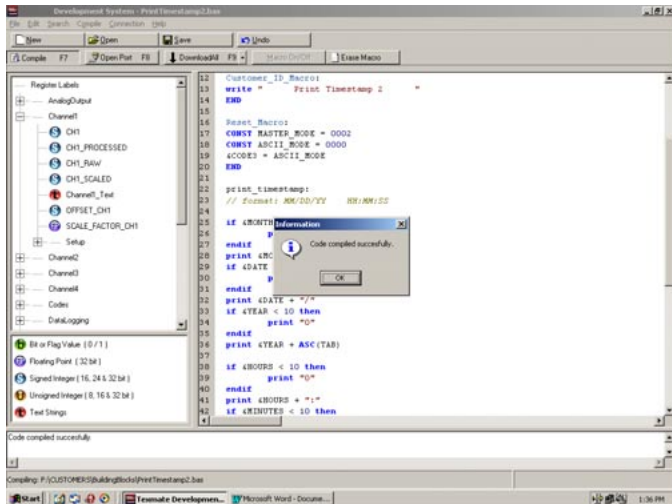 Development System - PrintTimestamp2.bas
File Edit Search Compile Connection Help
New Open Save Undo
Compile F7 Open Port F8 DownloadAll F9 Macro On/Off Erase Macro
Register Labels
AnalogOutput
Channel1
CH1
CH1_PROCESSED
CH1_RAW
CH1_SCALED
Channel1_Text
OFFSET_CH1
SCALE_FACTOR_CH1
Setup
Channel2
Channel3
Channel4
Codes
DataLogging
Bit or Flag Value ( 0 / 1 )
Floating Point ( 32 bit )
Signed Integer ( 16, 24 & 32 bit )
Unsigned Integer ( 8, 16 & 32 bit )
Text Strings
12 Customer_ID_Macro:
13 write " Print Timestamp 2 "
14 END
15
16 Reset_Macro:
17 CONST MASTER_MODE = 0002
18 CONST ASCII_MODE = 0000
19 &CODE3 = ASCII_MODE
20 END
21
22 print_timestamp:
23 // format: MM/DD/YY HH:MM:SS
24
25 if &MONTH
26 p
27 endif
28 print &MO
29 if &DATE
30 p
31 endif
32 print &DATE + "/"
33 if &YEAR < 10 then
34 print "0"
35 endif
36 print &YEAR + ASC(TAB)
37
38 if &HOURS < 10 then
39 print "0"
40 endif
41 print &HOURS + ":"
42 if &MINUTES < 10 then
Information
Code compiled succesfully.
OK
Code compiled succesfully.
Compiling: P:\CUSTOMERS\BuildingBlocks\PrintTimestamp2.bas
Start Texmate Developmen... Microsoft Word - Docume... 1:36 PM